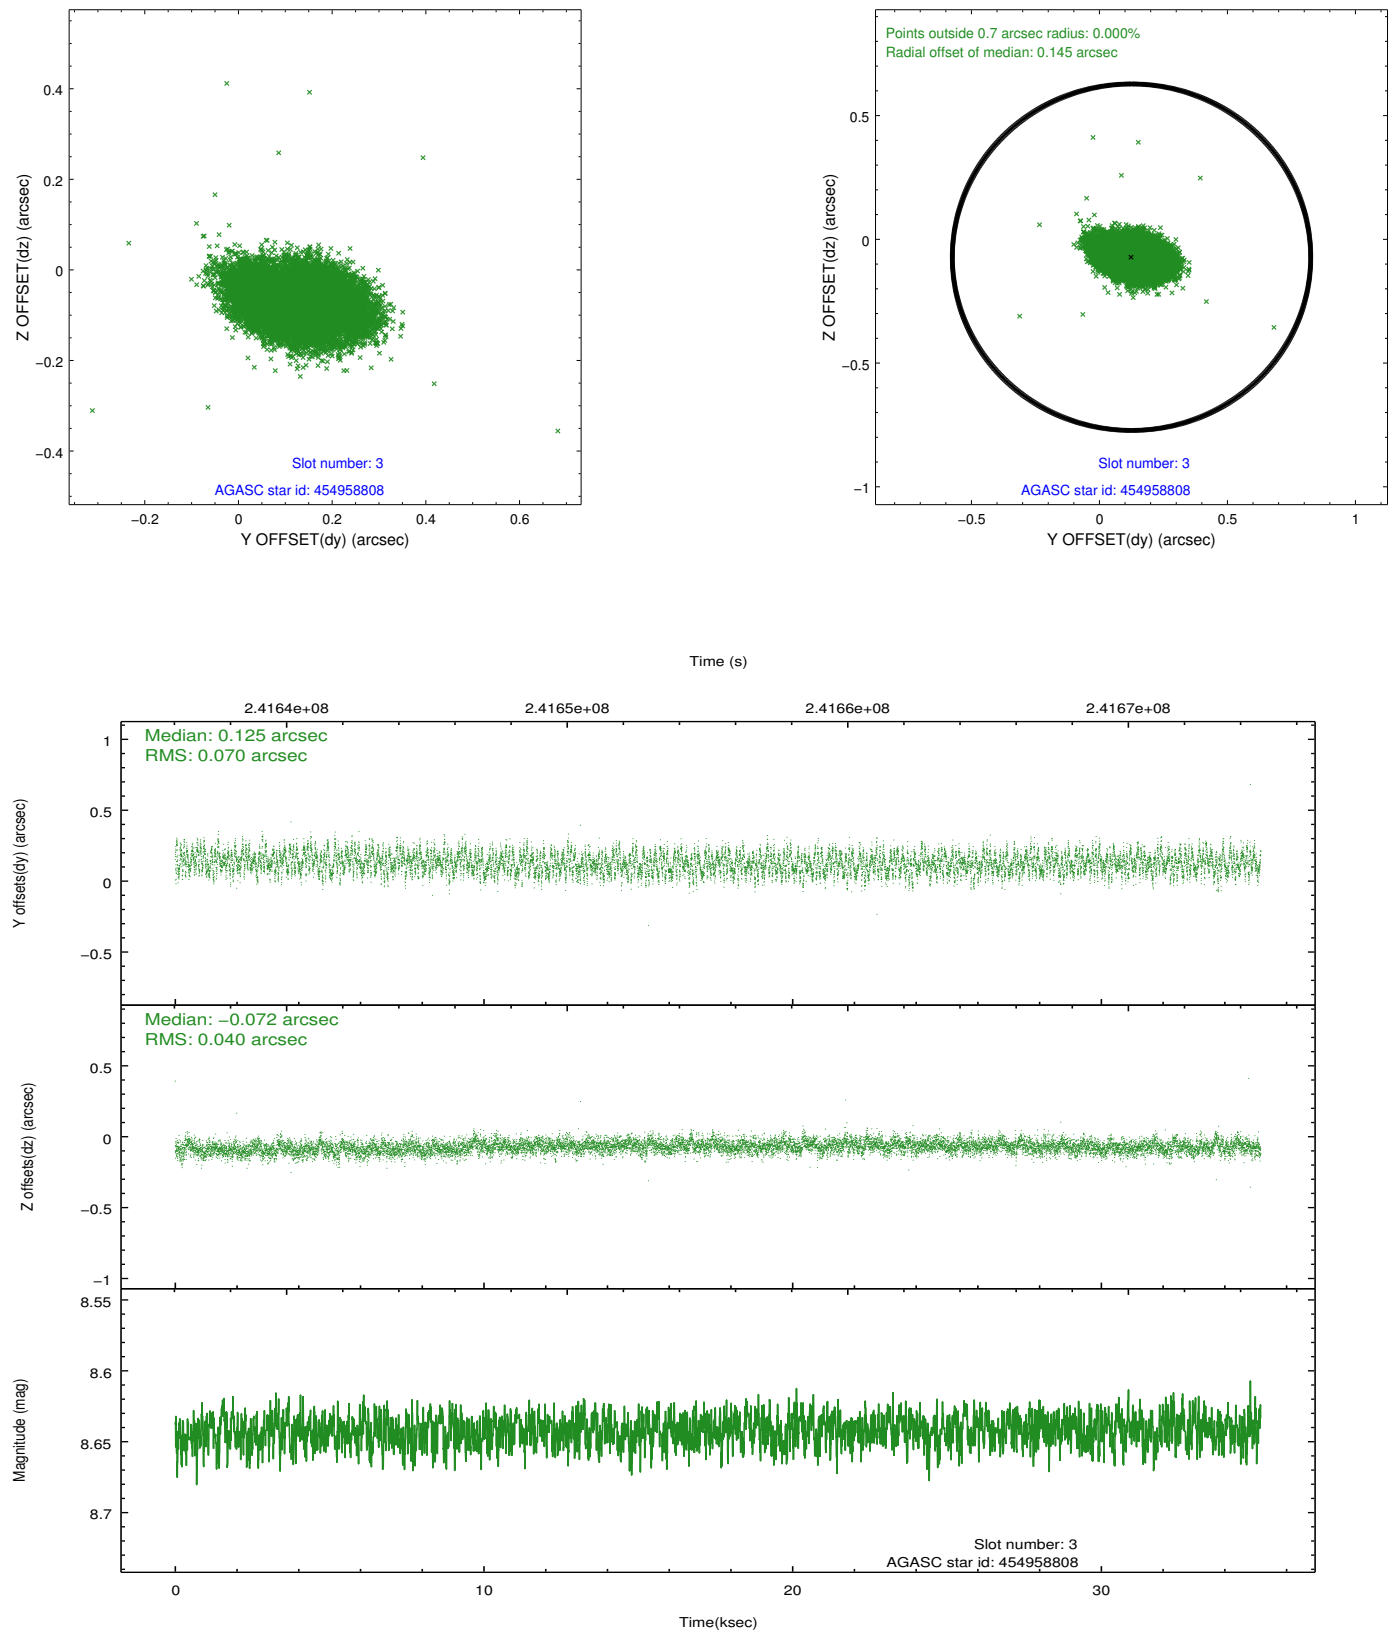 0.4
0.2
0
−0.2
−0.4
Z OFFSET(dz) (arcsec)
Slot number: 3
AGASC star id: 454958808
−0.2 0 0.2 0.4 0.6
Y OFFSET(dy) (arcsec)
Points outside 0.7 arcsec radius: 0.000%
Radial offset of median: 0.145 arcsec
0.5
0
−0.5
−1
Z OFFSET(dz) (arcsec)
Slot number: 3
AGASC star id: 454958808
−0.5 0 0.5 1
Y OFFSET(dy) (arcsec)
Time (s)
2.4164e+08 2.4165e+08 2.4166e+08 2.4167e+08
Median: 0.125 arcsec
RMS: 0.070 arcsec
1
0.5
0
−0.5
Y offsets(dy) (arcsec)
Median: −0.072 arcsec
RMS: 0.040 arcsec
0.5
0
−0.5
−1
Z offsets(dz) (arcsec)
8.55
8.6
8.65
8.7
Magnitude (mag)
Slot number: 3
AGASC star id: 454958808
0 10 20 30
Time(ksec)